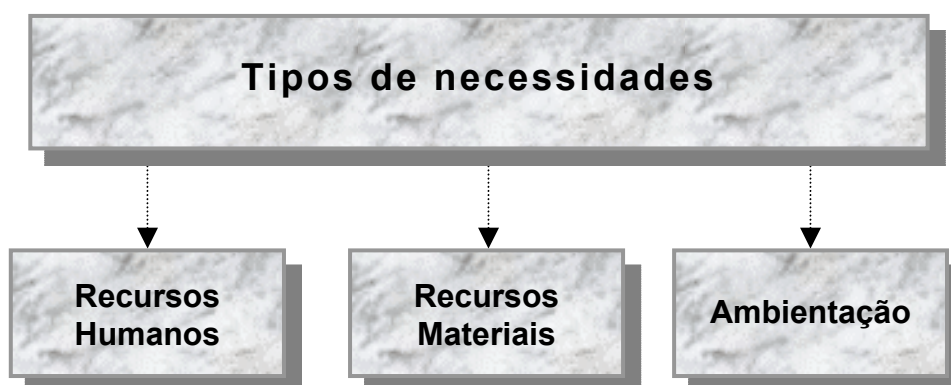 Tipos de necessidades
Recursos
Humanos
Recursos
Materiais
Ambientação